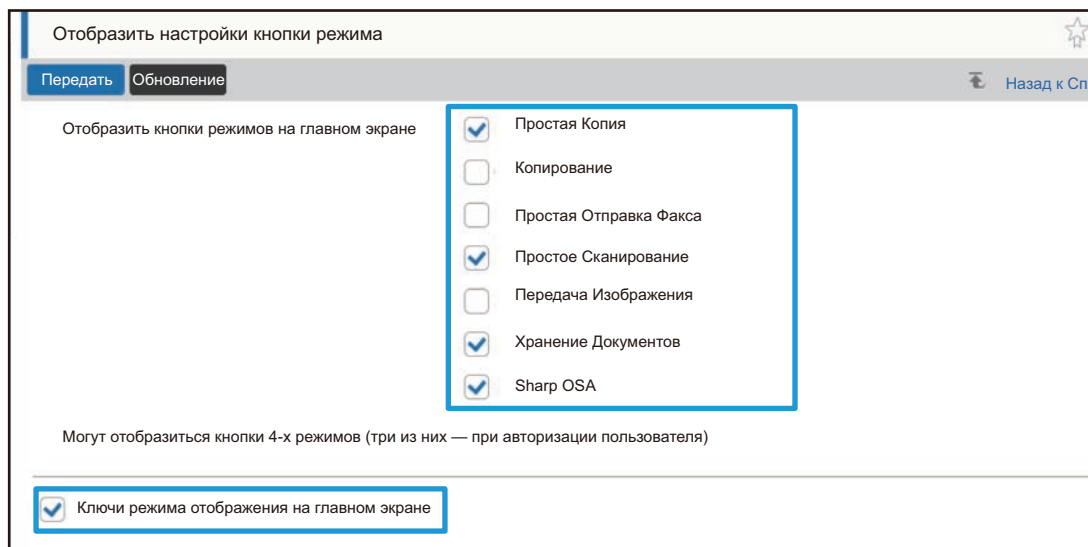 Отобразить настройки кнопки режима
Передать Обновление Назад к Сп
Отобразить кнопки режимов на главном экране Простая Копия
Копирование
Простая Отправка Факса
Простое Сканирование
Передача Изображения
Хранение Документов
Sharp OSA
Могут отобразиться кнопки 4-х режимов (три из них — при авторизации пользователя)
Ключи режима отображения на главном экране